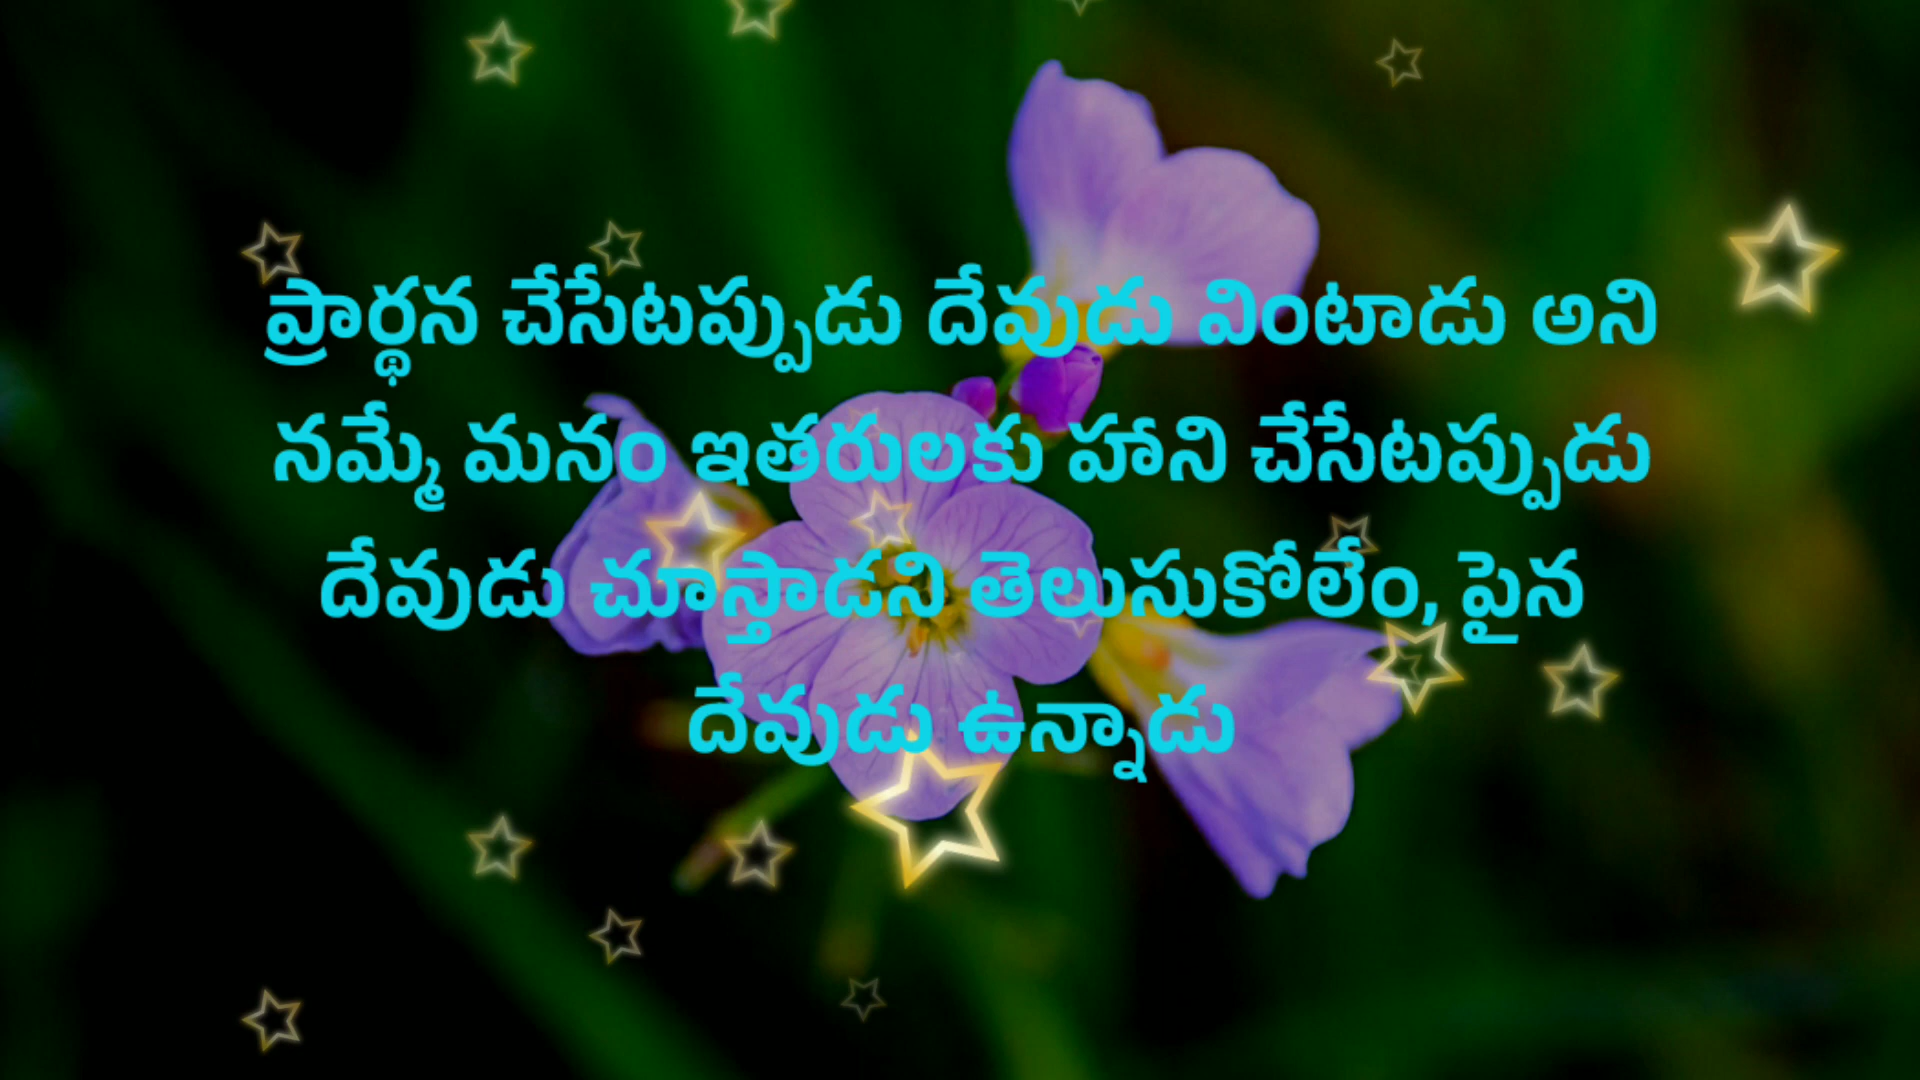 ప్రార్థన చేసేటప్పుడు దేవుడు వింటాడు అని
నమ్మే మనం ఇతరులకు హాని చేసేటప్పుడు
దేవుడు చూస్తాడని తెలుసుకోలేం, పైన
దేవుడు ఉన్నాడు